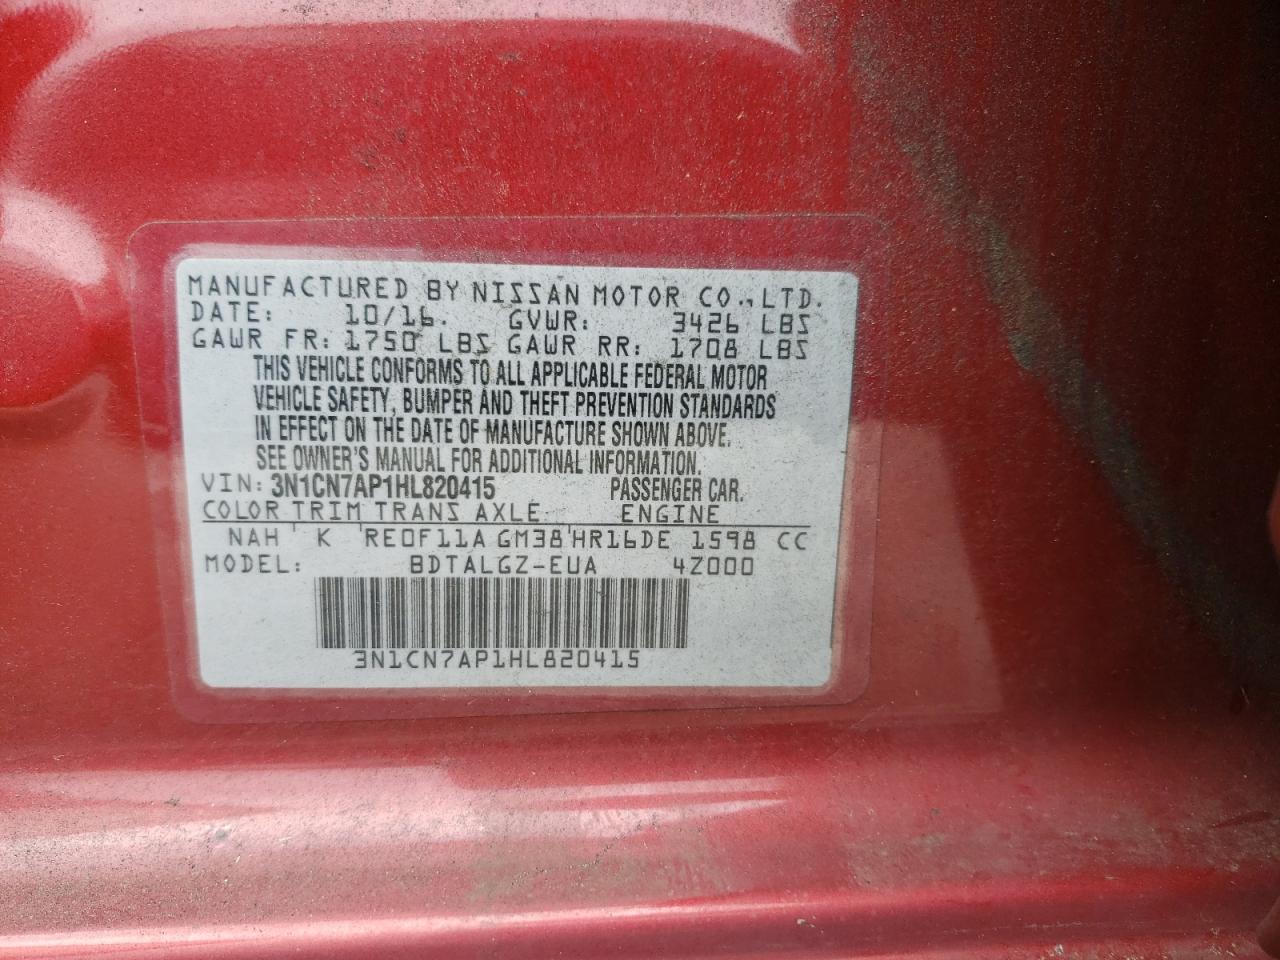 MANUFACTURED BY NISSAN MOTOR CO., LTD.
DATE: 10/16. GVWR: 3426 LBS
GAWR FR: 1750 LBS GAWR RR: 1708 LBS
THIS VEHICLE CONFORMS TO ALL APPLICABLE FEDERAL MOTOR
VEHICLE SAFETY, BUMPER AND THEFT PREVENTION STANDARDS
IN EFFECT ON THE DATE OF MANUFACTURE SHOWN ABOVE.
SEE OWNER'S MANUAL FOR ADDITIONAL INFORMATION.
VIN: 3N1CN7AP1HL820415 PASSENGER CAR.
COLOR TRIM TRANS AXLE ENGINE
NAH K RE0F11A GM38 HR16DE 1598 CC
MODEL: BDTALGZ-EUA 4Z000
3N1CN7AP1HL820415